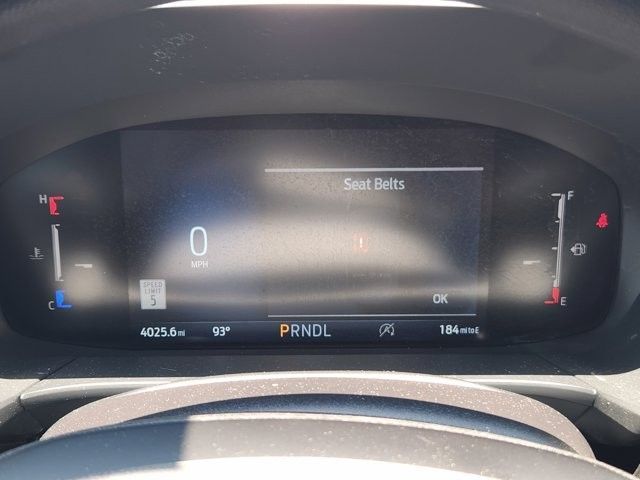 Seat Belts
H
F
0
MPH
SPEED
LIMIT
5
C
E
OK
4025.6 mi 93° PRNDL 184 mi to E